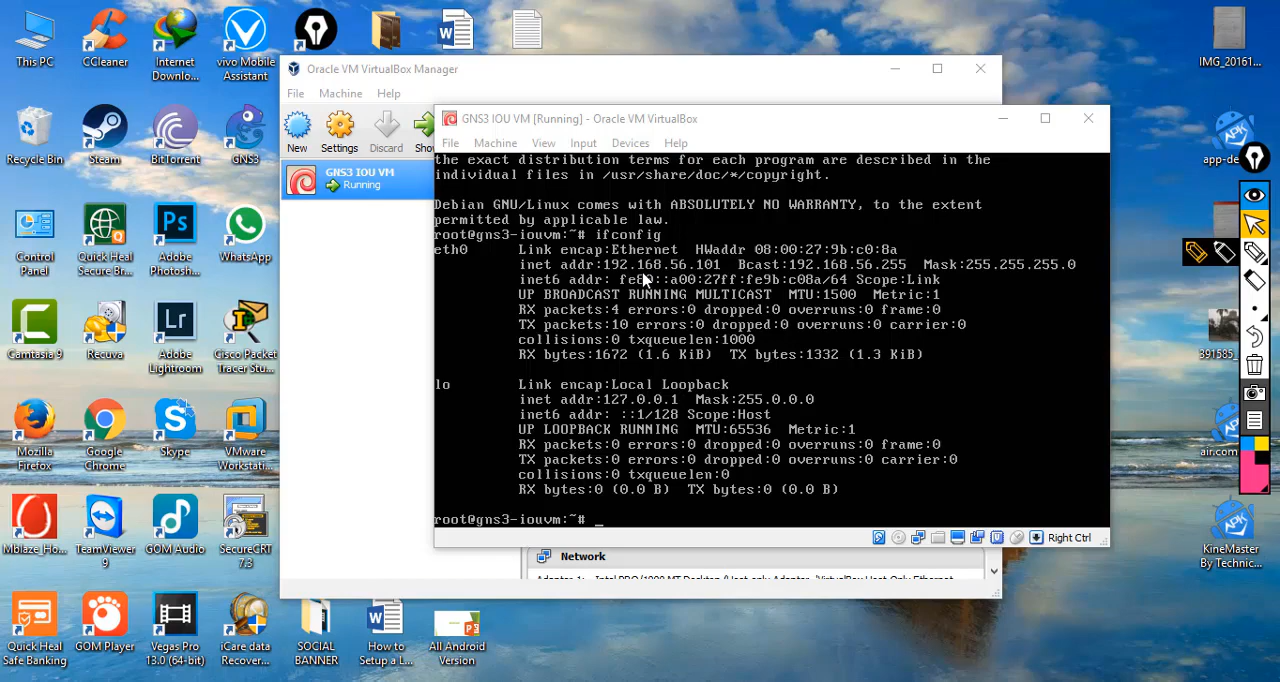 This PC
CCleaner
Internet
Downlo...
vivo Mobile
Assistant
IMG_20161...
Recycle Bin
Steam
BitTorrent
GNS3
app-de
Control
Panel
Quick Heal
Secure Br...
Adobe
Photosh...
WhatsApp
Camtasia 9
Recuva
Adobe
Lightroom
Cisco Packet
Tracer Stu...
391585_
Mozilla
Firefox
Google
Chrome
Skype
VMware
Workstati...
air.com
Mblaze_Ho...
TeamViewer
9
GOM Audio
SecureCRT
7.3
KineMaster
By Technic...
Quick Heal
Safe Banking
GOM Player
Vegas Pro
13.0 (64-bit)
iCare data
Recover...
SOCIAL
BANNER
How to
Setup a L...
All Android
Version
Oracle VM VirtualBox Manager
File Machine Help
New Settings Discard Show
GNS3 IOU VM
Running
GNS3 IOU VM [Running] - Oracle VM VirtualBox
File Machine View Input Devices Help
the exact distribution terms for each program are described in the
individual files in /usr/share/doc/*/copyright.
Debian GNU/Linux comes with ABSOLUTELY NO WARRANTY, to the extent
permitted by applicable law.
root@gns3-iouvm:~# ifconfig
eth0 Link encap:Ethernet HWaddr 08:00:27:9b:c0:8a
inet addr:192.168.56.101 Bcast:192.168.56.255 Mask:255.255.255.0
inet6 addr: fe80::a00:27ff:fe9b:c08a/64 Scope:Link
UP BROADCAST RUNNING MULTICAST MTU:1500 Metric:1
RX packets:4 errors:0 dropped:0 overruns:0 frame:0
TX packets:10 errors:0 dropped:0 overruns:0 carrier:0
collisions:0 txqueuelen:1000
RX bytes:1672 (1.6 KiB) TX bytes:1332 (1.3 KiB)
lo Link encap:Local Loopback
inet addr:127.0.0.1 Mask:255.0.0.0
inet6 addr: ::1/128 Scope:Host
UP LOOPBACK RUNNING MTU:65536 Metric:1
RX packets:0 errors:0 dropped:0 overruns:0 frame:0
TX packets:0 errors:0 dropped:0 overruns:0 carrier:0
collisions:0 txqueuelen:0
RX bytes:0 (0.0 B) TX bytes:0 (0.0 B)
root@gns3-iouvm:~# _
Right Ctrl
Network
Adapter 1: Intel PRO/1000 MT Desktop (Host-only Adapter, 'VirtualBox Host-Only Ethernet